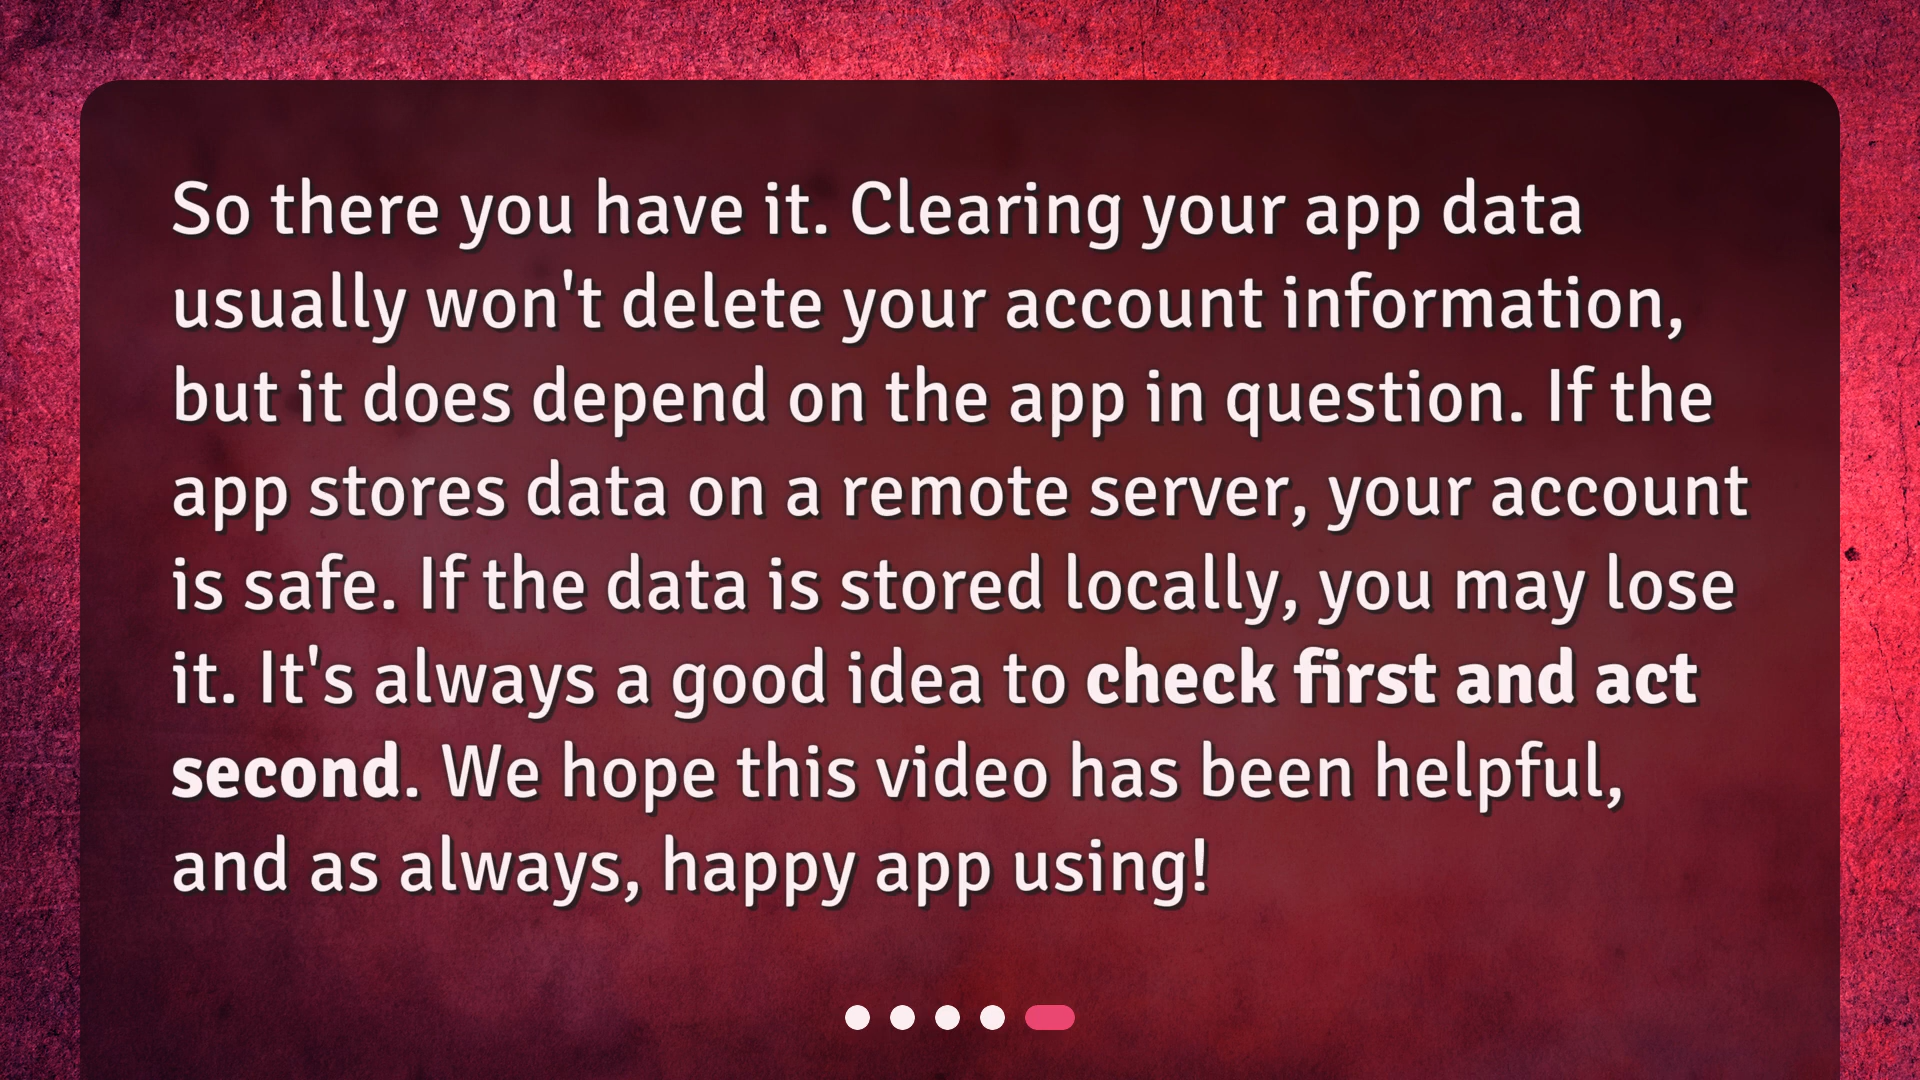 So there you have it. Clearing your app data
usually won't delete your account information,
but it does depend on the app in question. If the
app stores data on a remote server, your account
is safe. If the data is stored locally, you may lose
it. It's always a good idea to check first and act
second. We hope this video has been helpful,
and as always, happy app using!